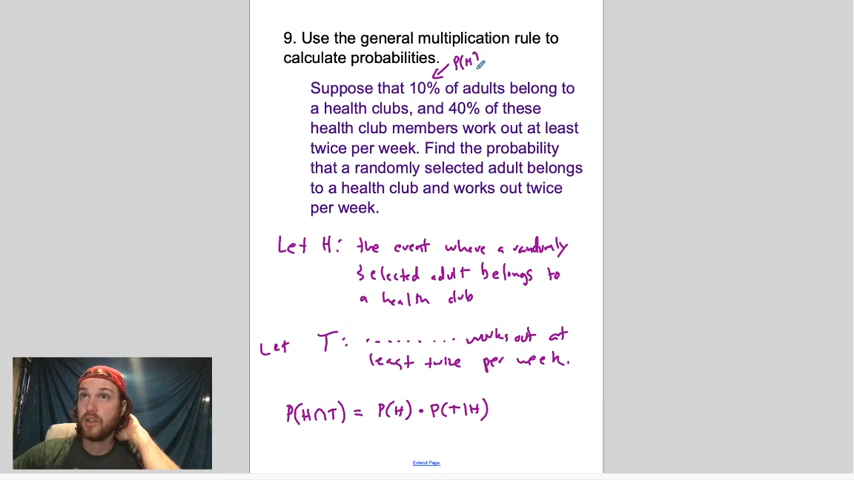 9. Use the general multiplication rule to
calculate probabilities.
P(H)
Suppose that 10% of adults belong to
a health clubs, and 40% of these
health club members work out at least
twice per week. Find the probability
that a randomly selected adult belongs
to a health club and works out twice
per week.
Let H: the event where a randomly
selected adult belongs to
a health club
Let T: ......... works out at
least twice per week.
P(H∩T) = P(H) • P(T|H)
Extend Page